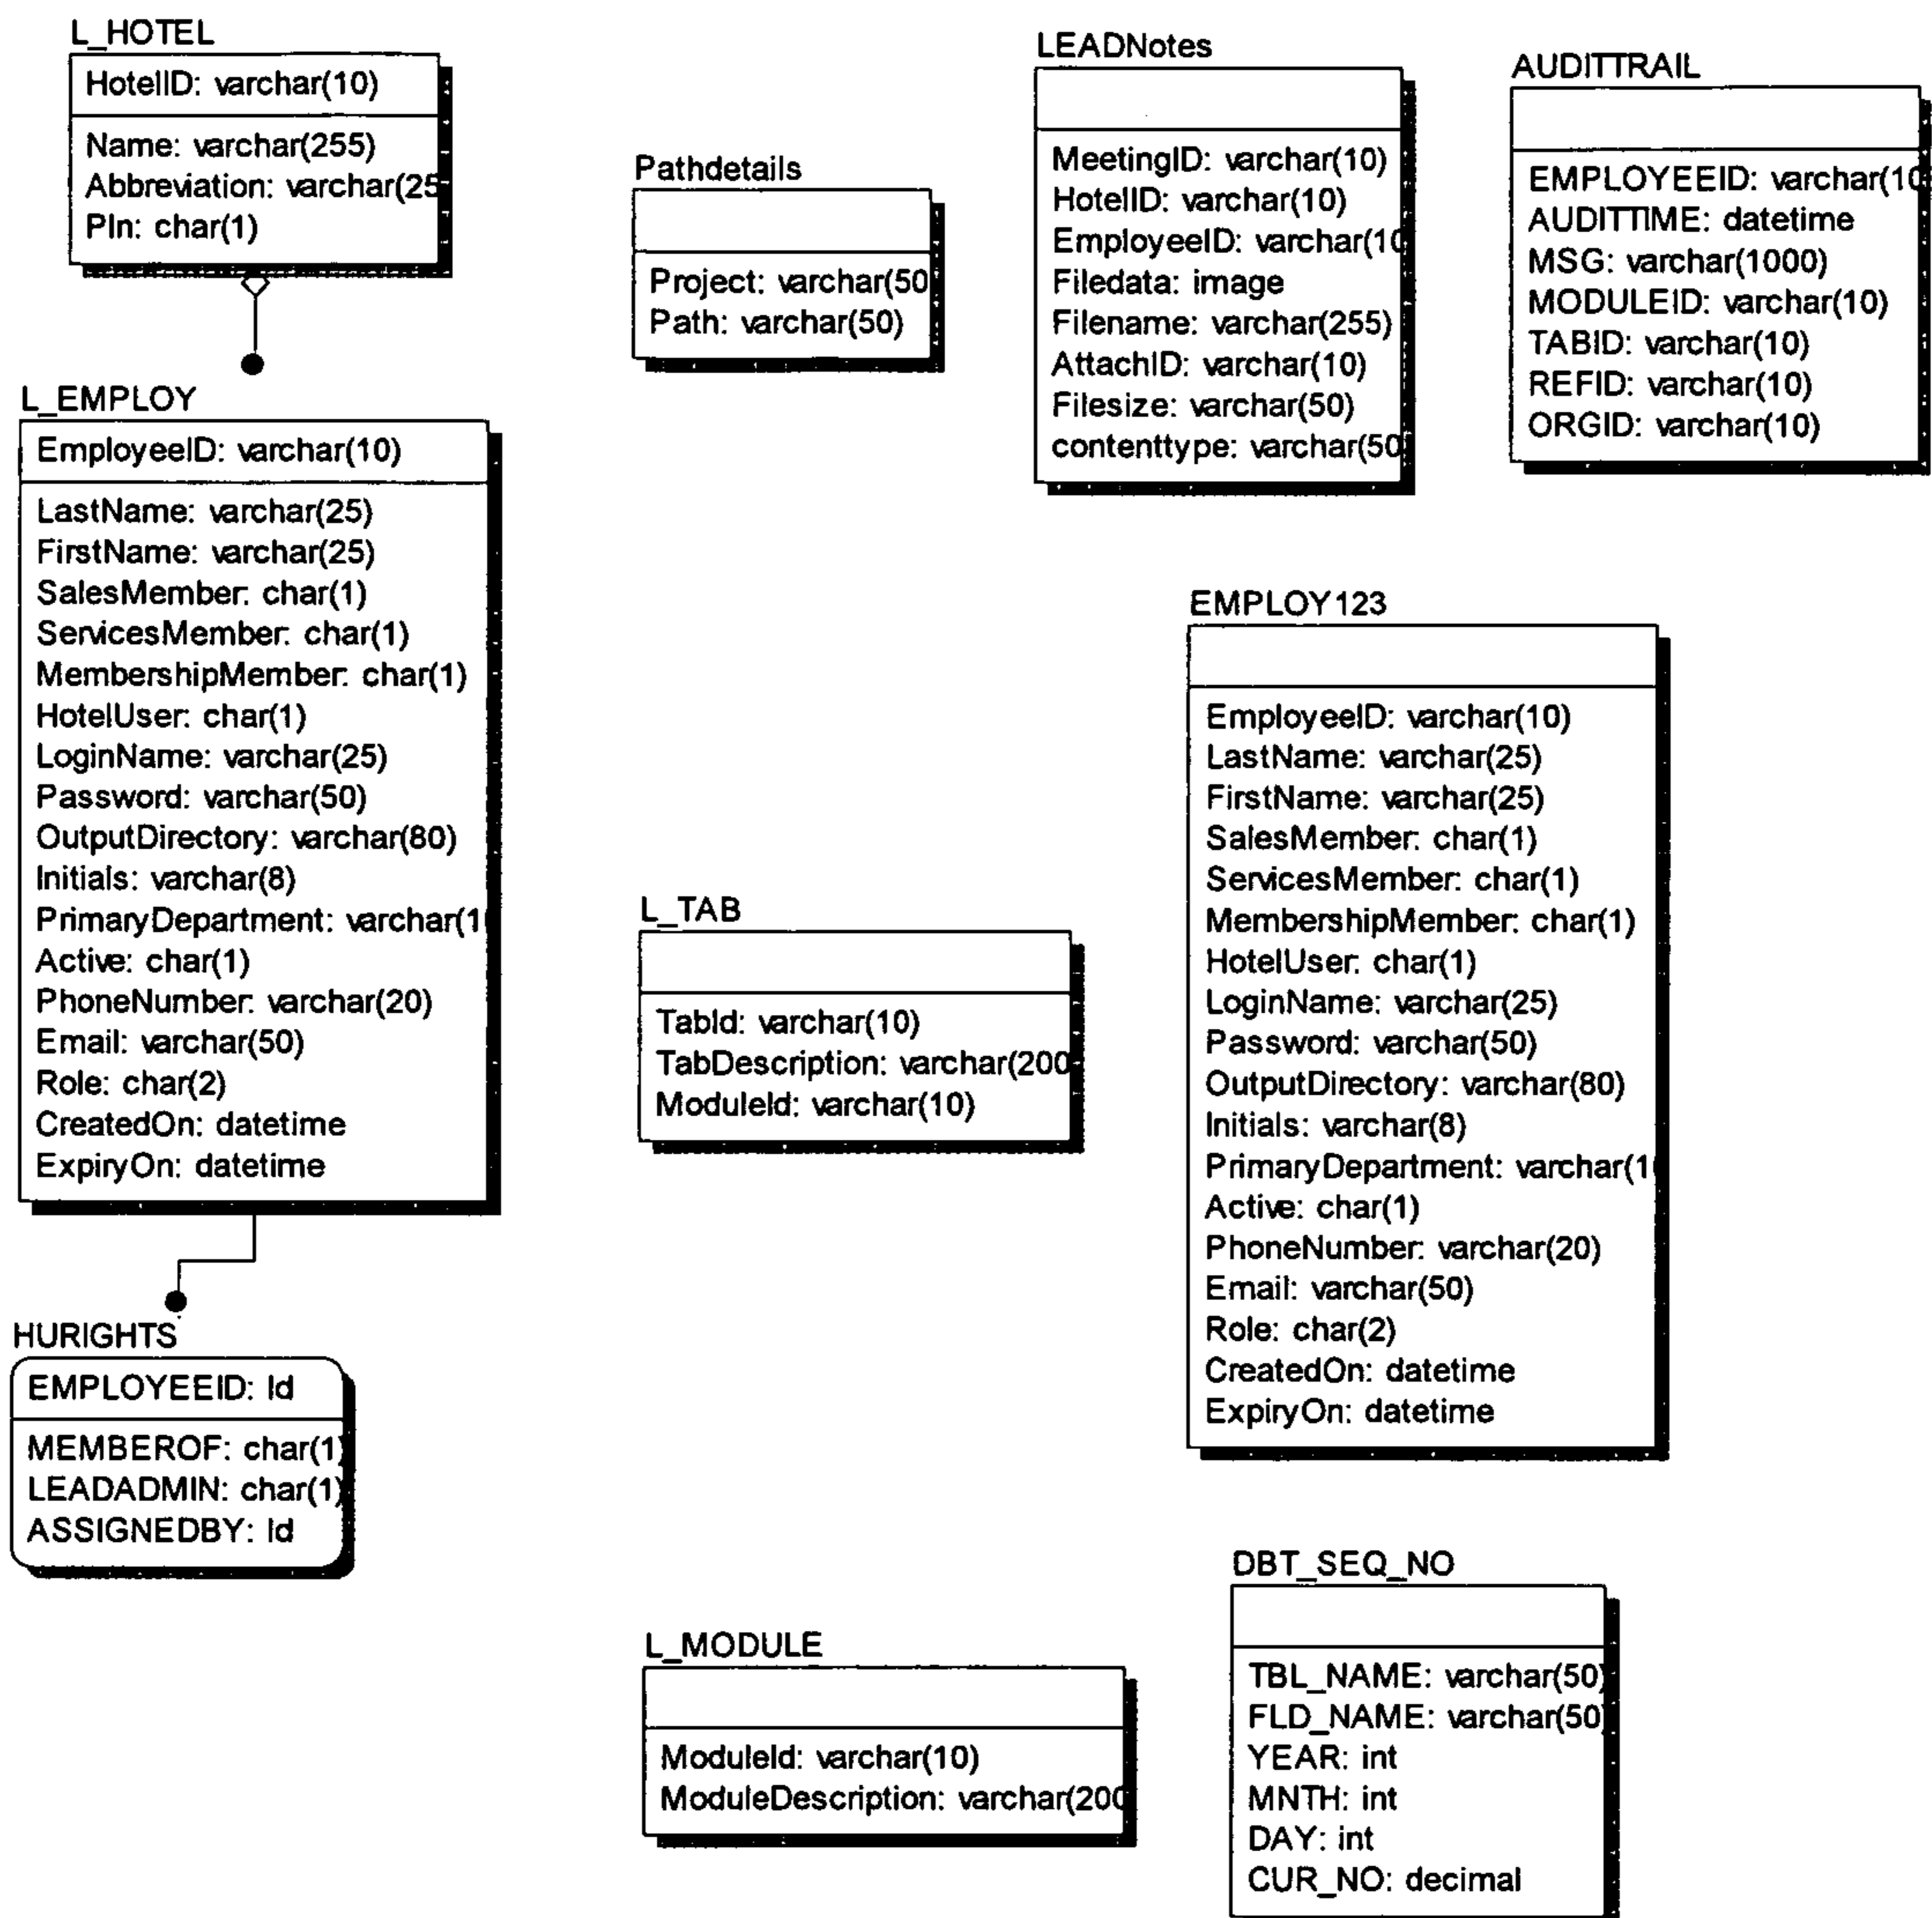 L_HOTEL
HotelID: varchar(10)
Name: varchar(255)
Abbreviation: varchar(25
PIn: char(1)
L_EMPLOY
EmployeeID: varchar(10)
LastName: varchar(25)
FirstName: varchar(25)
SalesMember: char(1)
ServicesMember: char(1)
MembershipMember: char(1)
HotelUser: char(1)
LoginName: varchar(25)
Password: varchar(50)
OutputDirectory: varchar(80)
Initials: varchar(8)
PrimaryDepartment: varchar(1
Active: char(1)
PhoneNumber: varchar(20)
Email: varchar(50)
Role: char(2)
CreatedOn: datetime
ExpiryOn: datetime
HURIGHTS
EMPLOYEEID: Id
MEMBEROF: char(1)
LEADADMIN: char(1)
ASSIGNEDBY: Id
Pathdetails
Project: varchar(50
Path: varchar(50)
L_TAB
TabId: varchar(10)
TabDescription: varchar(200
ModuleId: varchar(10)
L_MODULE
ModuleId: varchar(10)
ModuleDescription: varchar(200
LEADNotes
MeetingID: varchar(10)
HotelID: varchar(10)
EmployeeID: varchar(10
Filedata: image
Filename: varchar(255)
AttachID: varchar(10)
Filesize: varchar(50)
contenttype: varchar(50)
AUDITTRAIL
EMPLOYEEID: varchar(10
AUDITTIME: datetime
MSG: varchar(1000)
MODULEID: varchar(10)
TABID: varchar(10)
REFID: varchar(10)
ORGID: varchar(10)
EMPLOY123
EmployeeID: varchar(10)
LastName: varchar(25)
FirstName: varchar(25)
SalesMember: char(1)
ServicesMember: char(1)
MembershipMember: char(1)
HotelUser: char(1)
LoginName: varchar(25)
Password: varchar(50)
OutputDirectory: varchar(80)
Initials: varchar(8)
PrimaryDepartment: varchar(1
Active: char(1)
PhoneNumber: varchar(20)
Email: varchar(50)
Role: char(2)
CreatedOn: datetime
ExpiryOn: datetime
DBT_SEQ_NO
TBL_NAME: varchar(50)
FLD_NAME: varchar(50)
YEAR: int
MNTH: int
DAY: int
CUR_NO: decimal